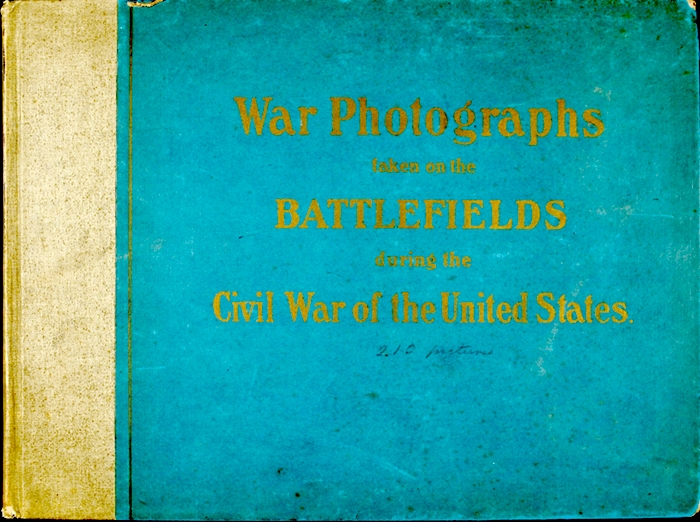 War Photographs
taken on the
BATTLEFIELDS
during the
Civil War of the United States.
210 pictures